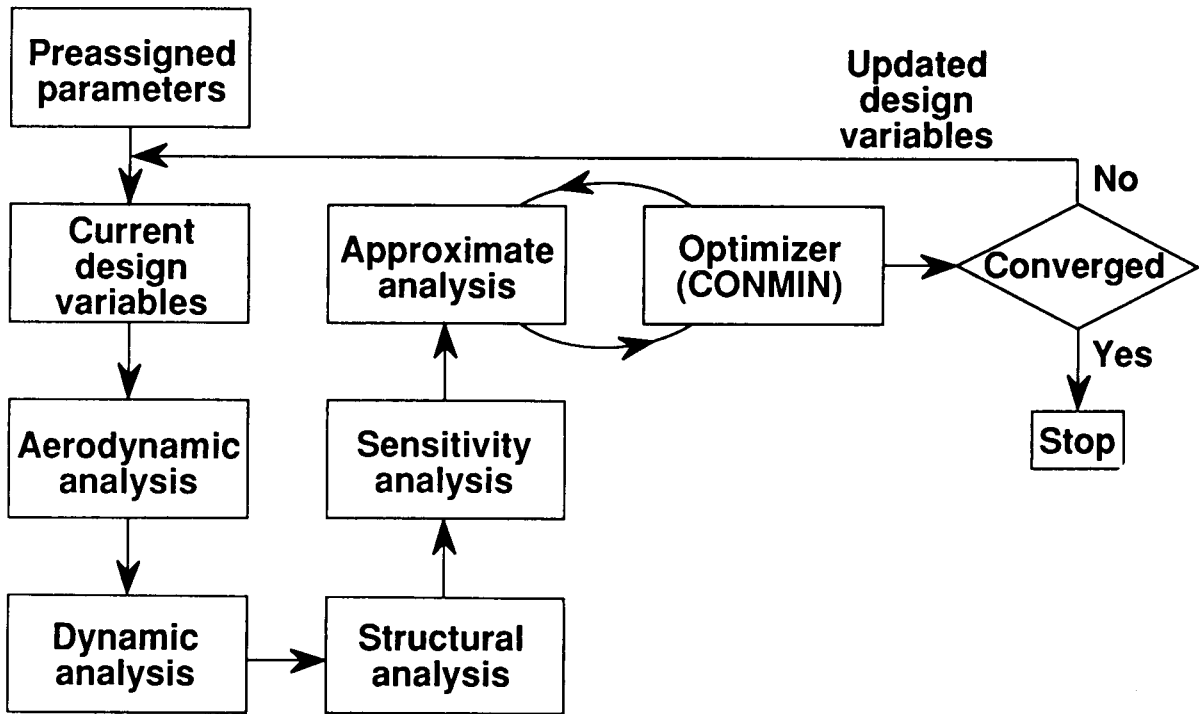 Preassigned
parameters
Updated
design
variables
No
Current
design
variables
Approximate
analysis
Optimizer
(CONMIN)
Converged
Yes
Stop
Aerodynamic
analysis
Sensitivity
analysis
Dynamic
analysis
Structural
analysis